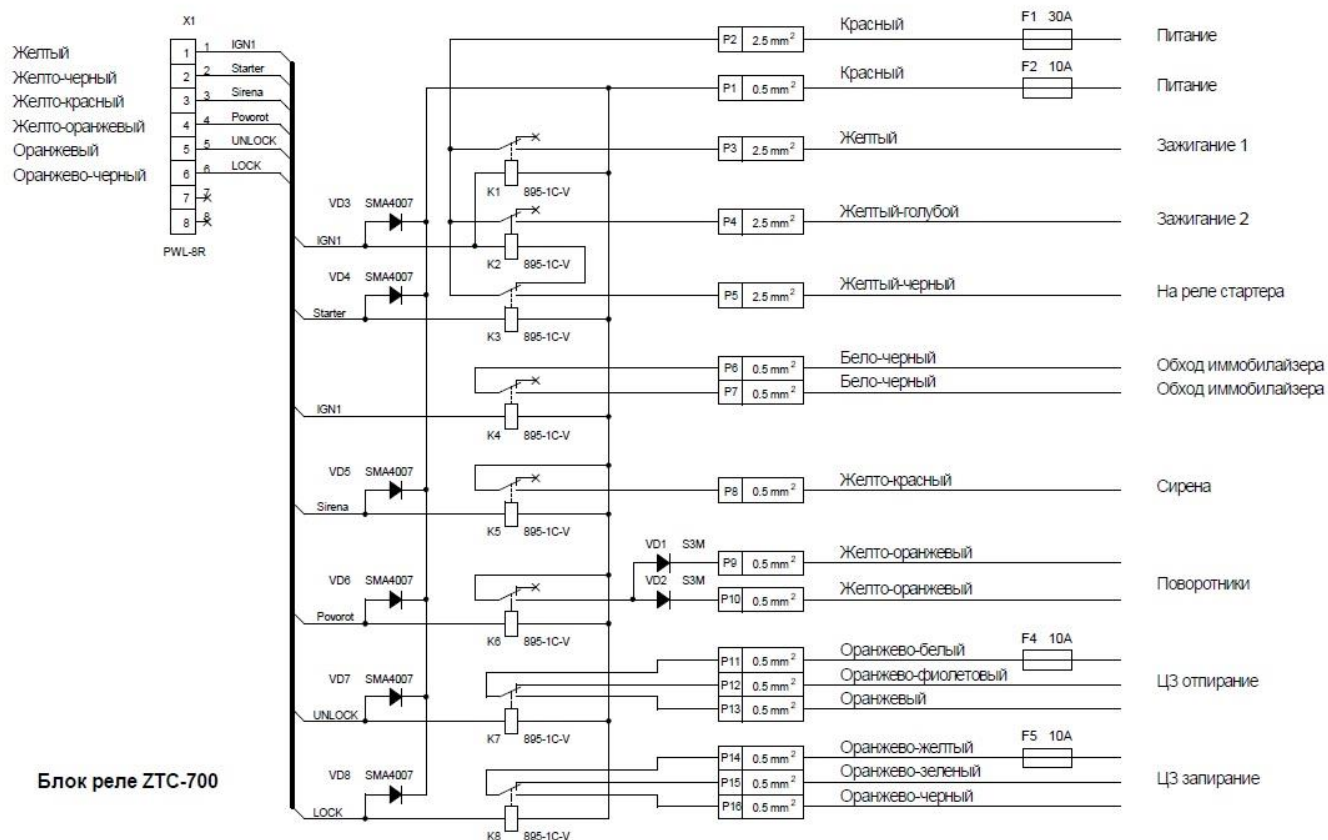 X1
Желтый 1 1 IGN1
Желто-черный 2 2 Starter
Желто-красный 3 3 Sirena
Желто-оранжевый 4 4 Povorot
Оранжевый 5 5 UNLOCK
Оранжево-черный 6 6 LOCK
7 7
8 8
PWL-8R
P2 2.5 mm² Красный F1 30A Питание
P1 0.5 mm² Красный F2 10A Питание
P3 2.5 mm² Желтый Зажигание 1
K1 895-1C-V
VD3 SMA4007
P4 2.5 mm² Желтый-голубой Зажигание 2
IGN1
K2 895-1C-V
VD4 SMA4007
P5 2.5 mm² Желтый-черный На реле стартера
Starter
K3 895-1C-V
P6 0.5 mm² Бело-черный Обход иммобилайзера
P7 0.5 mm² Бело-черный Обход иммобилайзера
IGN1
K4 895-1C-V
VD5 SMA4007
P8 0.5 mm² Желто-красный Сирена
Sirena
K5 895-1C-V
VD1 S3M
P9 0.5 mm² Желто-оранжевый
VD6 SMA4007
VD2 S3M
P10 0.5 mm² Желто-оранжевый
Поворотники
Povorot
K6 895-1C-V
P11 0.5 mm² Оранжево-белый F4 10A
VD7 SMA4007
P12 0.5 mm² Оранжево-фиолетовый ЦЗ отпирание
P13 0.5 mm² Оранжевый
UNLOCK
K7 895-1C-V
P14 0.5 mm² Оранжево-желтый F5 10A
Блок реле ZTC-700
VD8 SMA4007
P15 0.5 mm² Оранжево-зеленый ЦЗ запирание
P16 0.5 mm² Оранжево-черный
LOCK
K8 895-1C-V